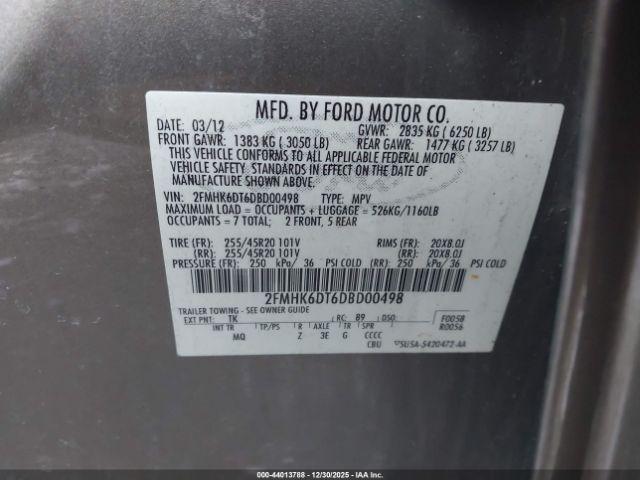 MFD. BY FORD MOTOR CO.
DATE: 03/12 GVWR: 2835 KG ( 6250 LB)
FRONT GAWR: 1383 KG ( 3050 LB) REAR GAWR: 1477 KG ( 3257 LB)
THIS VEHICLE CONFORMS TO ALL APPLICABLE FEDERAL MOTOR
VEHICLE SAFETY STANDARDS IN EFFECT ON THE DATE OF
MANUFACTURE SHOWN ABOVE.
VIN: 2FMHK6DT6DBD00498 TYPE: MPV
MAXIMUM LOAD = OCCUPANTS + LUGGAGE = 526KG/1160LB
OCCUPANTS = 7 TOTAL; 2 FRONT, 5 REAR
TIRE (FR): 255/45R20 101V RIMS (FR): 20X8.0J
(RR): 255/45R20 101V (RR): 20X8.0J
PRESSURE (FR): 250 kPa/ 36 PSI COLD (RR): 250 kPa/ 36 PSI COLD
2FMHK6DT6DBD00498
TRAILER TOWING - SEE OWNER GUIDE
EXT PNT: TK RC: 89 DSO: F0058
INT TR TP/PS R AXLE TR SPR R0056
MQ Z 3E G CCCC
CBU 5U5A-5420472-AA
44013788 - 12/30/2025 - IAA Inc.